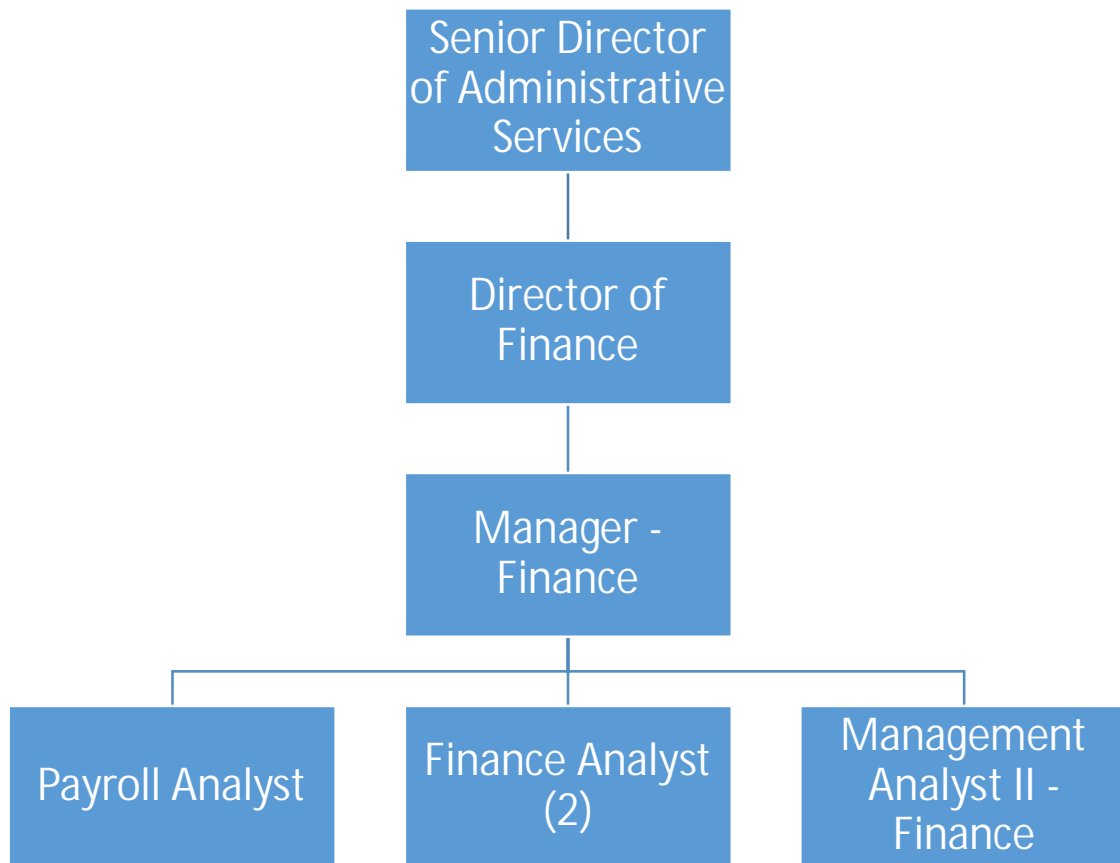 Senior Director
of Administrative
Services
Director of
Finance
Manager -
Finance
Payroll Analyst
Finance Analyst
(2)
Management
Analyst II -
Finance